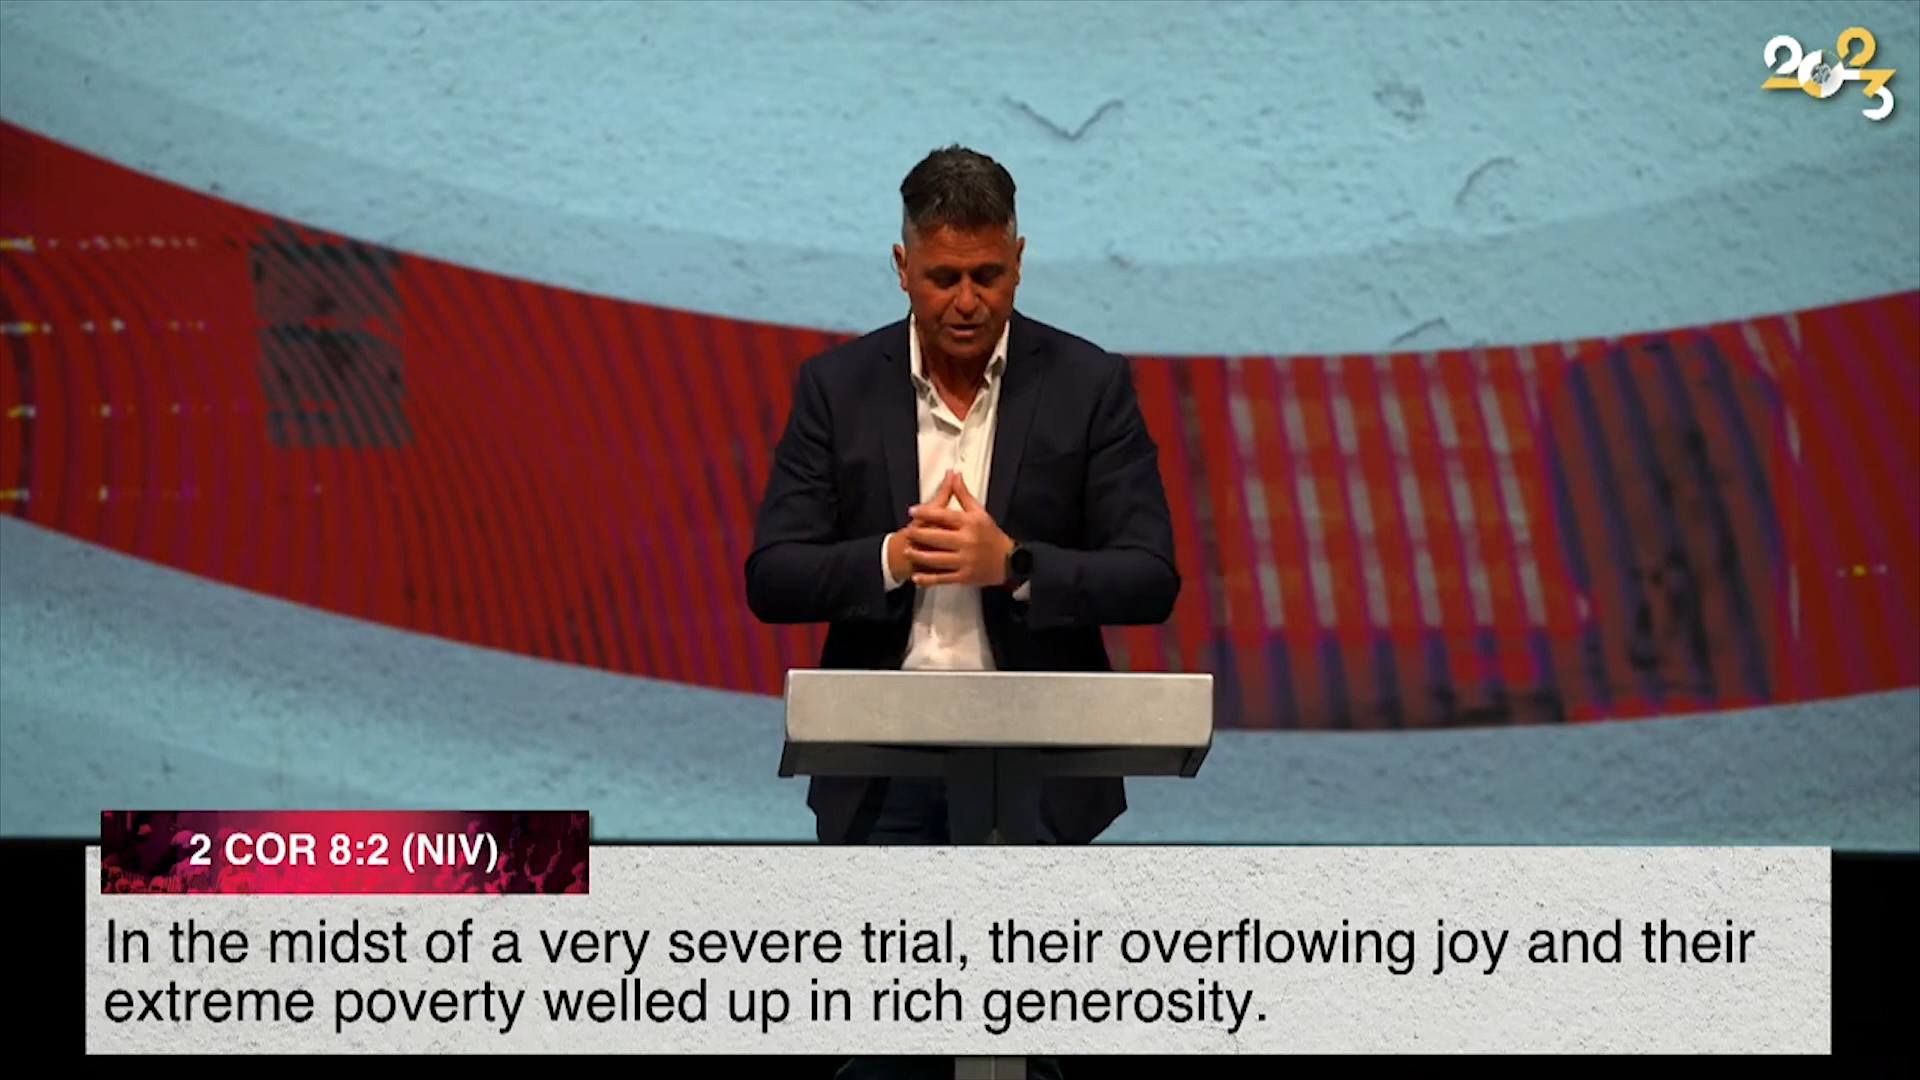 2023
2 COR 8:2 (NIV)
In the midst of a very severe trial, their overflowing joy and their
extreme poverty welled up in rich generosity.